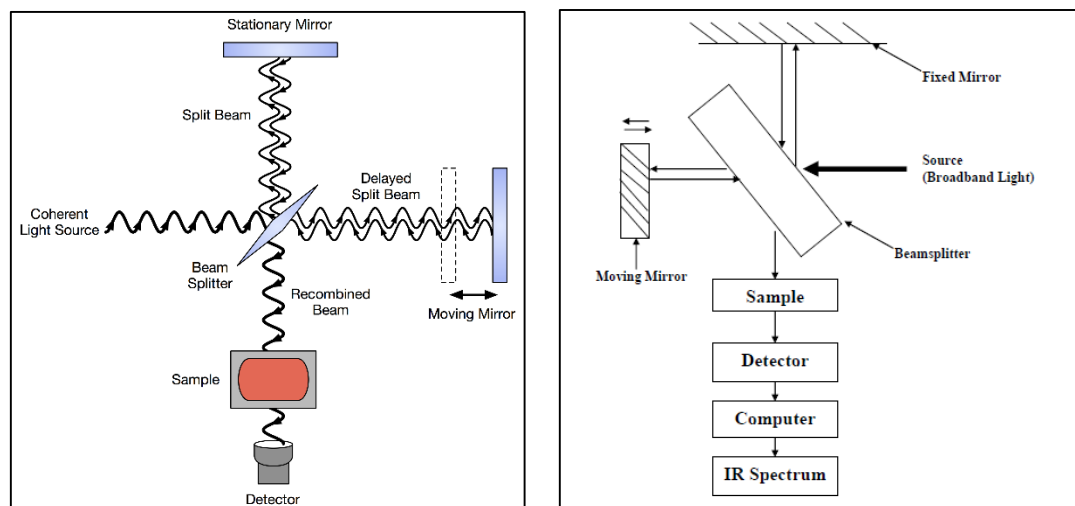 Stationary Mirror
Split Beam
Coherent
Light Source
Delayed
Split Beam
Beam
Splitter
Recombined
Beam
Moving Mirror
Sample
Detector
Fixed Mirror
Source
(Broadband Light)
Beamsplitter
Moving Mirror
Sample
Detector
Computer
IR Spectrum